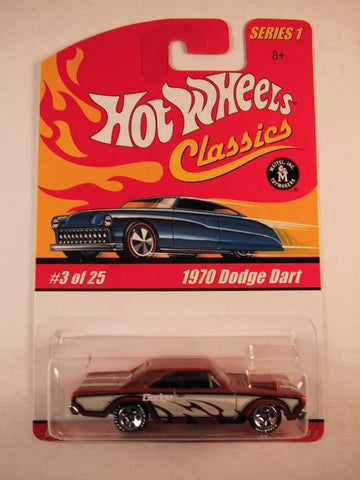 SERIES 1
8+
HOT WHEELS
Classics
MATTEL, INC.
M
TOYMAKERS
#3 of 25
1970 Dodge Dart
Dodge